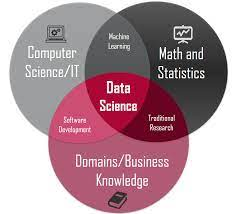 Computer
Science/IT
Machine
Learning
Math and
Statistics
Data
Science
Software
Development
Traditional
Research
Domains/Business
Knowledge